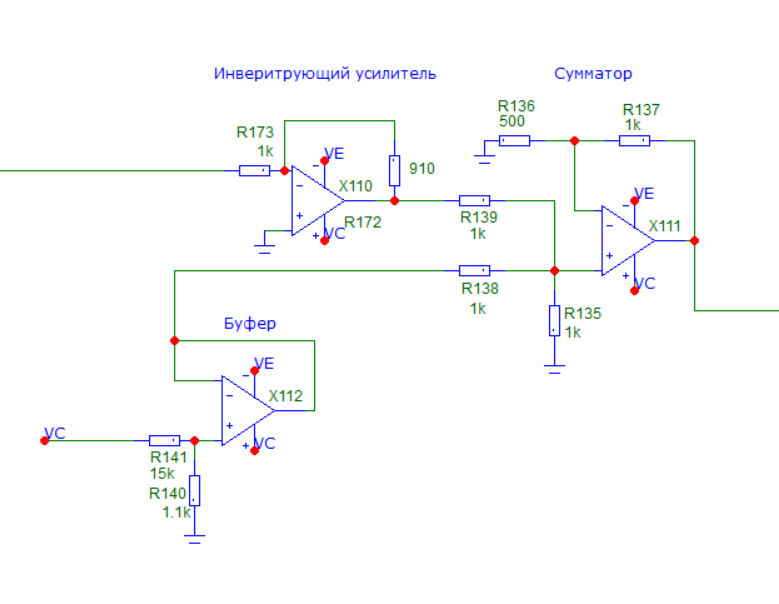 Инверитрующий усилитель
Сумматор
R136
500
R137
1k
R173
1k
VE
910
X110
R172
VC
R139
1k
VE
X111
VC
R138
1k
R135
1k
Буфер
VE
X112
VC
VC
R141
15k
R140
1.1k